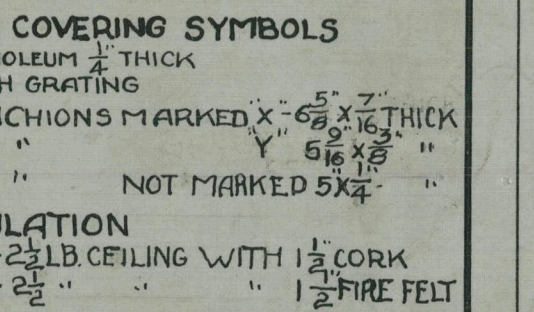 COVERING SYMBOLS
OLEUM 1/4" THICK
H GRATING
CHIONS MARKED "X" - 6 5/8" X 7/16" THICK
" "Y" 5 9/16" X 3/8" "
" NOT MARKED 5" X 1/4" - "
LATION
- 2 1/2 LB. CEILING WITH 1 1/2" CORK
- 2 1/2 " " " 1 1/2" FIRE FELT